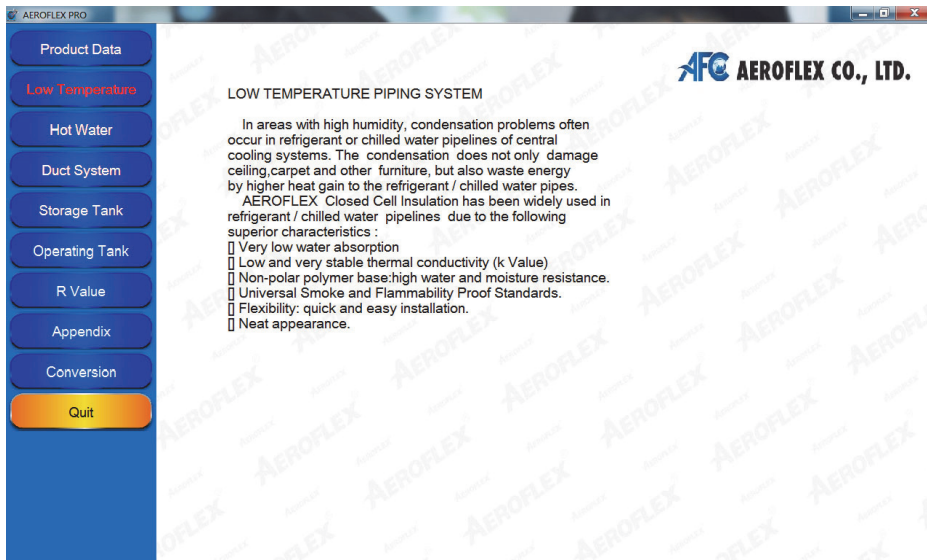 AEROFLEX PRO
Product Data
Low Temperature
Hot Water
Duct System
Storage Tank
Operating Tank
R Value
Appendix
Conversion
Quit
AFC AEROFLEX CO., LTD.
LOW TEMPERATURE PIPING SYSTEM
In areas with high humidity, condensation problems often
occur in refrigerant or chilled water pipelines of central
cooling systems. The condensation does not only damage
ceiling,carpet and other furniture, but also waste energy
by higher heat gain to the refrigerant / chilled water pipes.
AEROFLEX Closed Cell Insulation has been widely used in
refrigerant / chilled water pipelines due to the following
superior characteristics :
[] Very low water absorption
[] Low and very stable thermal conductivity (k Value)
[] Non-polar polymer base:high water and moisture resistance.
[] Universal Smoke and Flammability Proof Standards.
[] Flexibility: quick and easy installation.
[] Neat appearance.